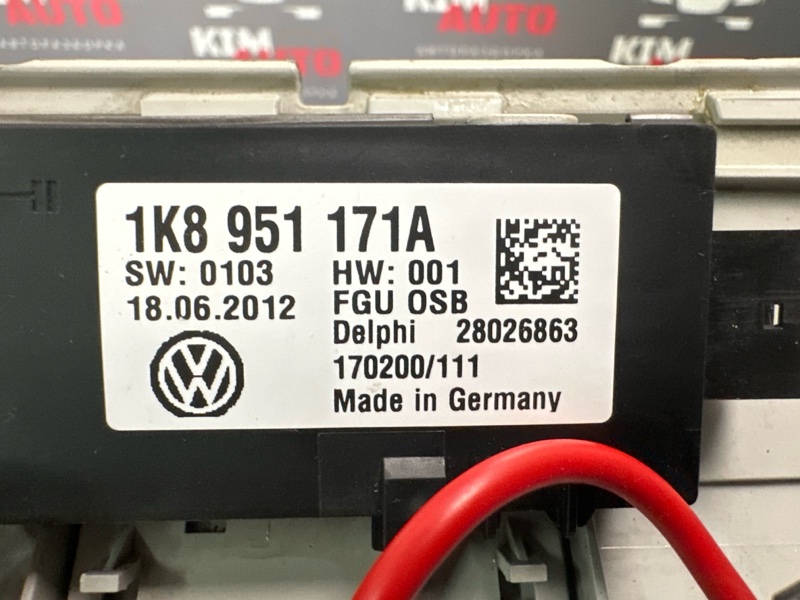 AUTO
KIM
KIM
АВТОРАЗБОРКА
AUTO
KIM
AUTO
1K8 951 171A
SW: 0103 HW: 001
18.06.2012 FGU OSB
Delphi 28026863
170200/111
Made in Germany